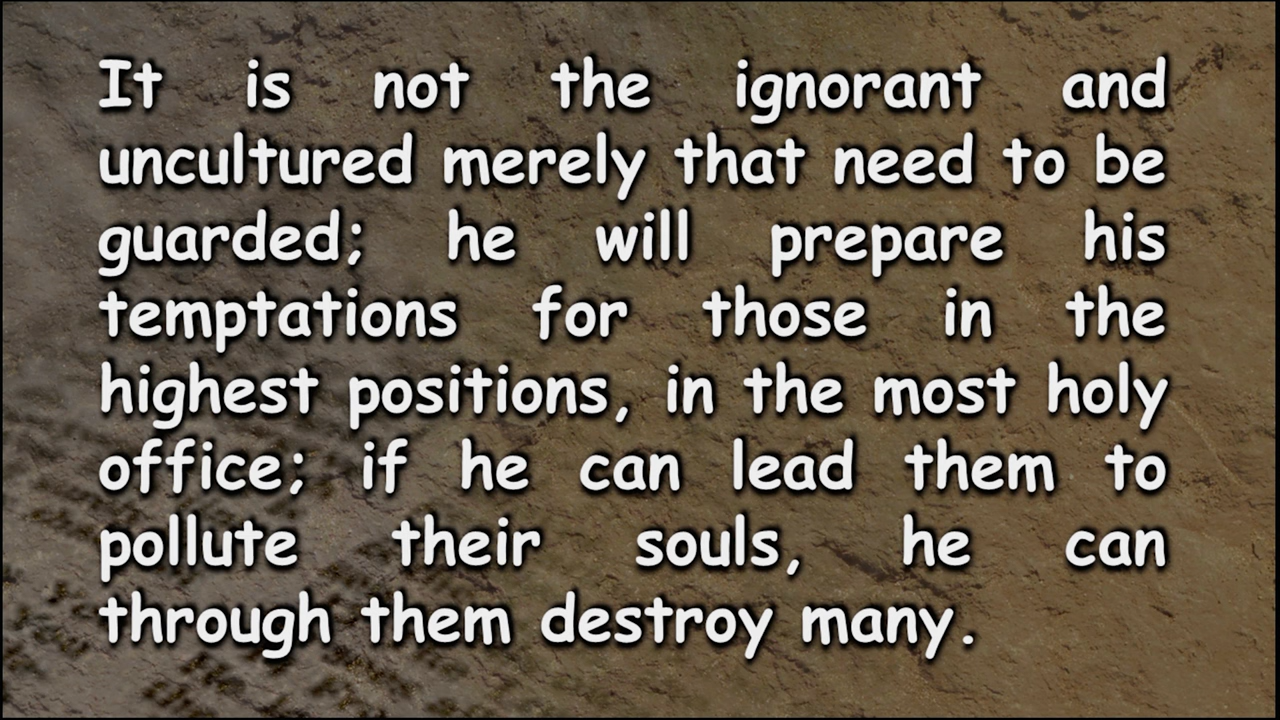 It is not the ignorant and
uncultured merely that need to be
guarded; he will prepare his
temptations for those in the
highest positions, in the most holy
office; if he can lead them to
pollute their souls, he can
through them destroy many.